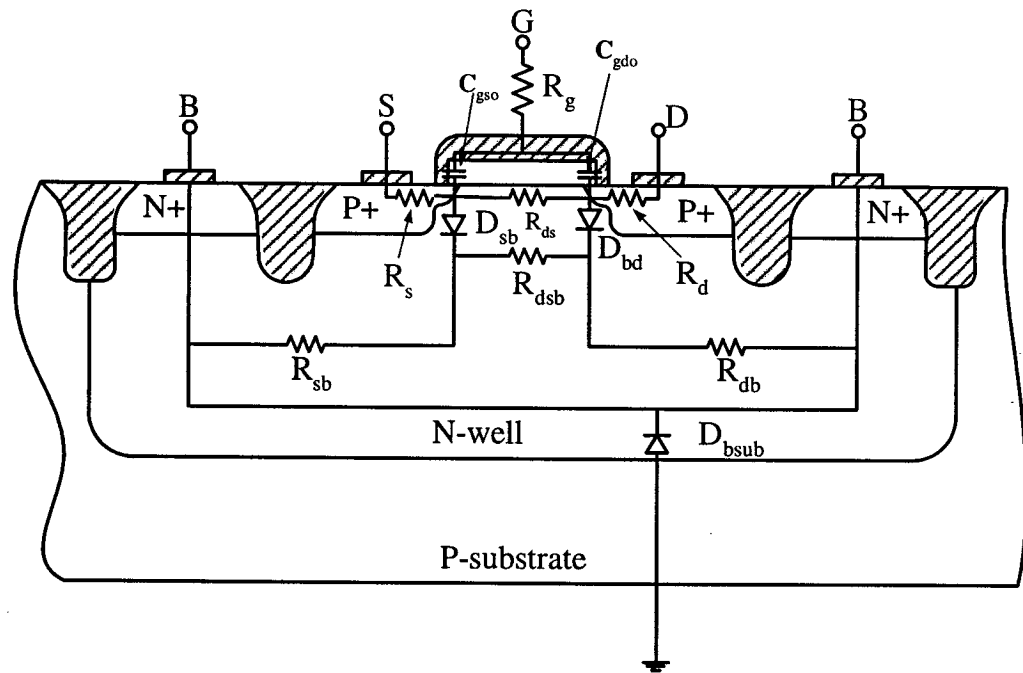 G
C_gso
C_gdo
R_g
B
S
D
B
N+
P+
P+
N+
R_s
D_sb
R_ds
D_bd
R_d
R_dsb
R_sb
R_db
N-well
D_bsub
P-substrate